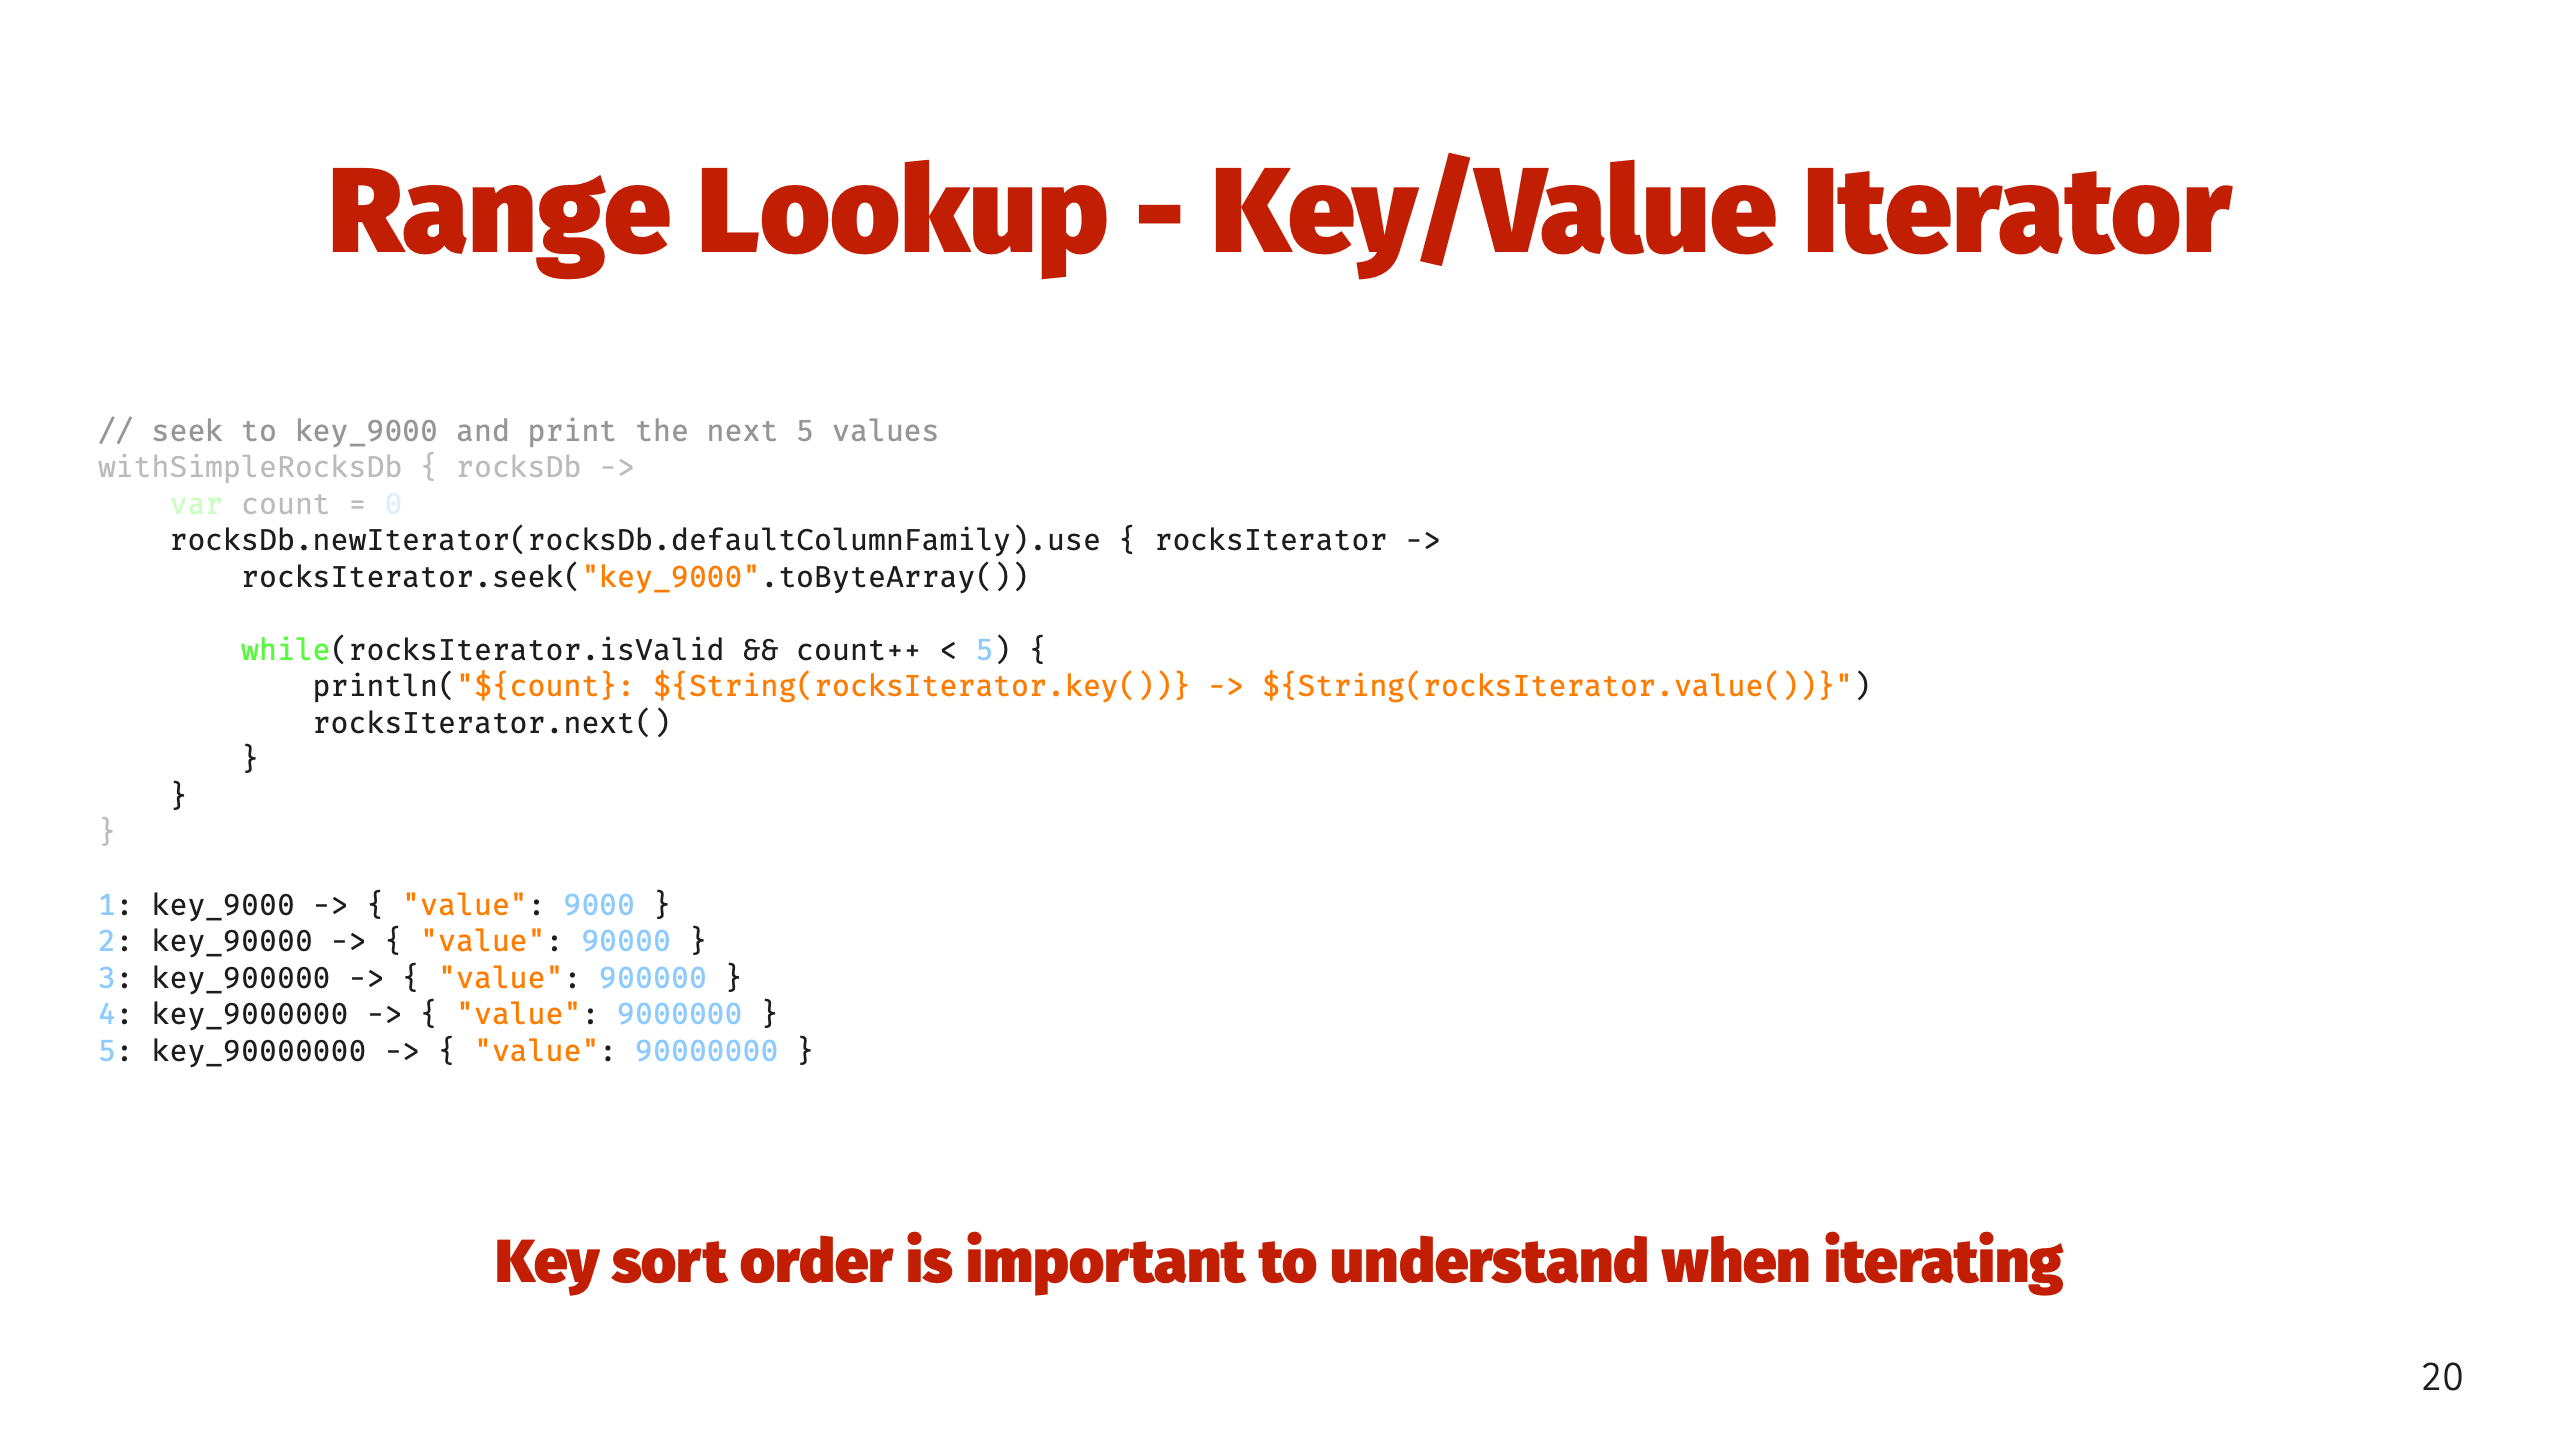 Range Lookup - Key/Value Iterator
// seek to key_9000 and print the next 5 values
withSimpleRocksDb { rocksDb ->
    var count = 0
    rocksDb.newIterator(rocksDb.defaultColumnFamily).use { rocksIterator ->
        rocksIterator.seek("key_9000".toByteArray())
        while(rocksIterator.isValid && count++ < 5) {
            println("${count}: ${String(rocksIterator.key())} -> ${String(rocksIterator.value())}")
            rocksIterator.next()
        }
    }
}
1: key_9000 -> { "value": 9000 }
2: key_90000 -> { "value": 90000 }
3: key_900000 -> { "value": 900000 }
4: key_9000000 -> { "value": 9000000 }
5: key_90000000 -> { "value": 90000000 }
Key sort order is important to understand when iterating
20